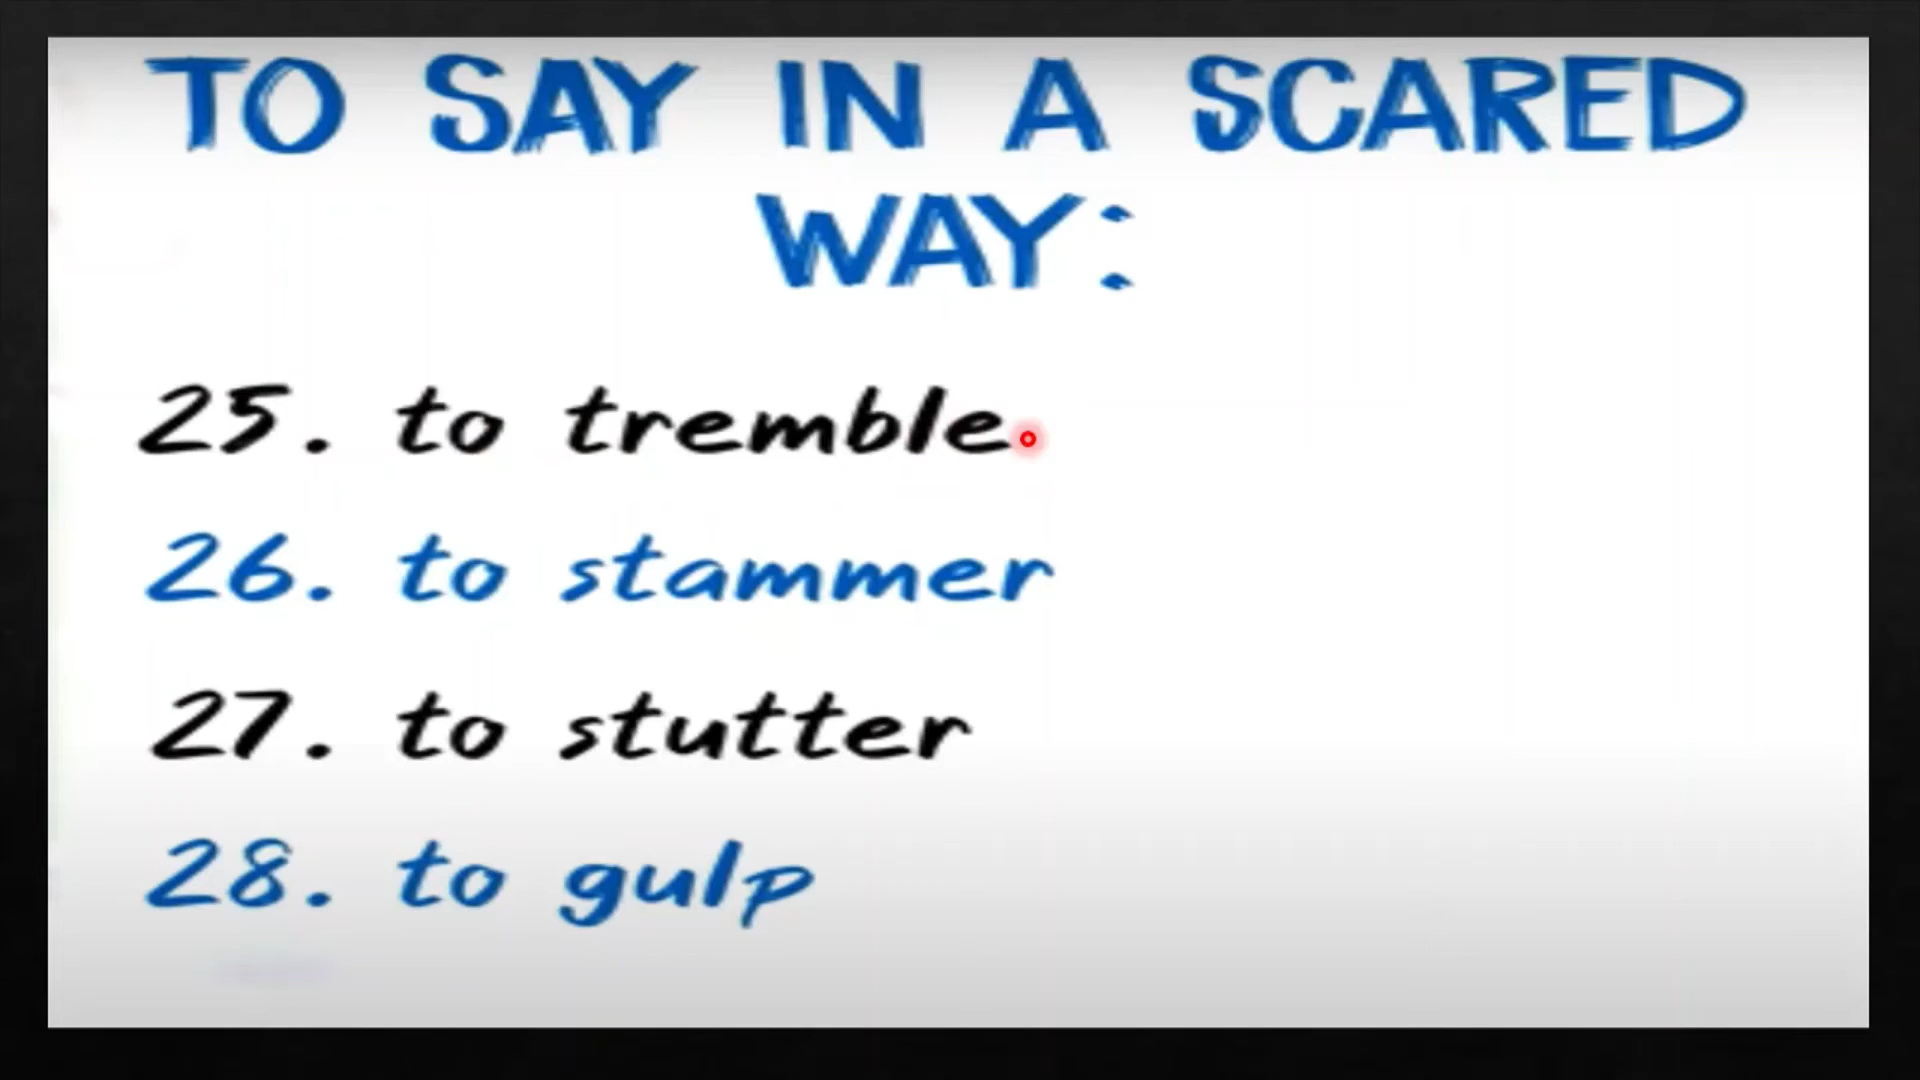 TO SAY IN A SCARED
WAY:
25. to tremble
26. to stammer
27. to stutter
28. to gulp